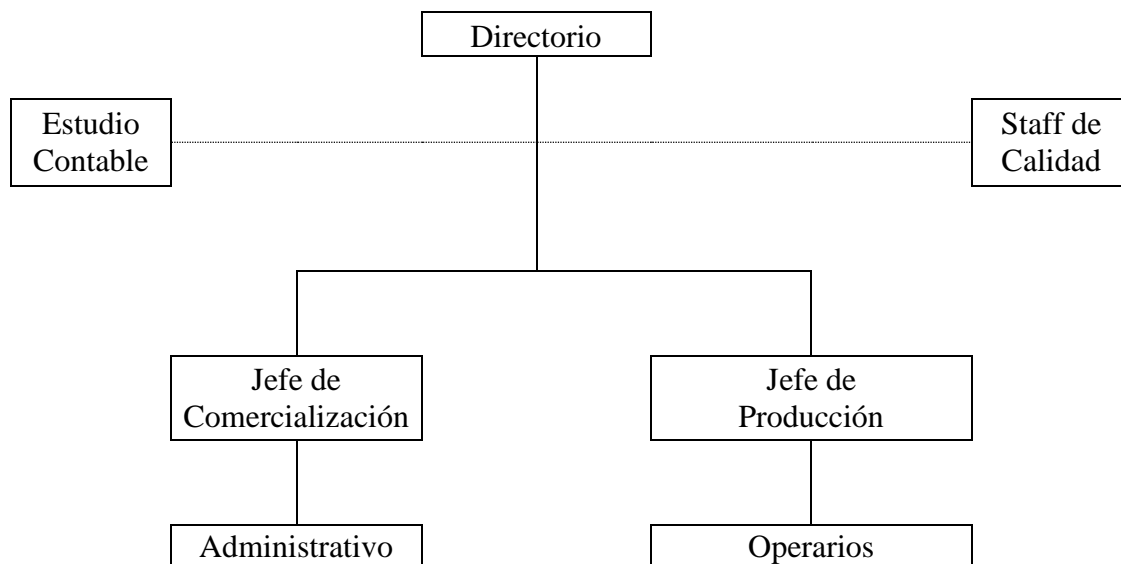 Directorio
Estudio
Contable
Staff de
Calidad
Jefe de
Comercialización
Jefe de
Producción
Administrativo
Operarios